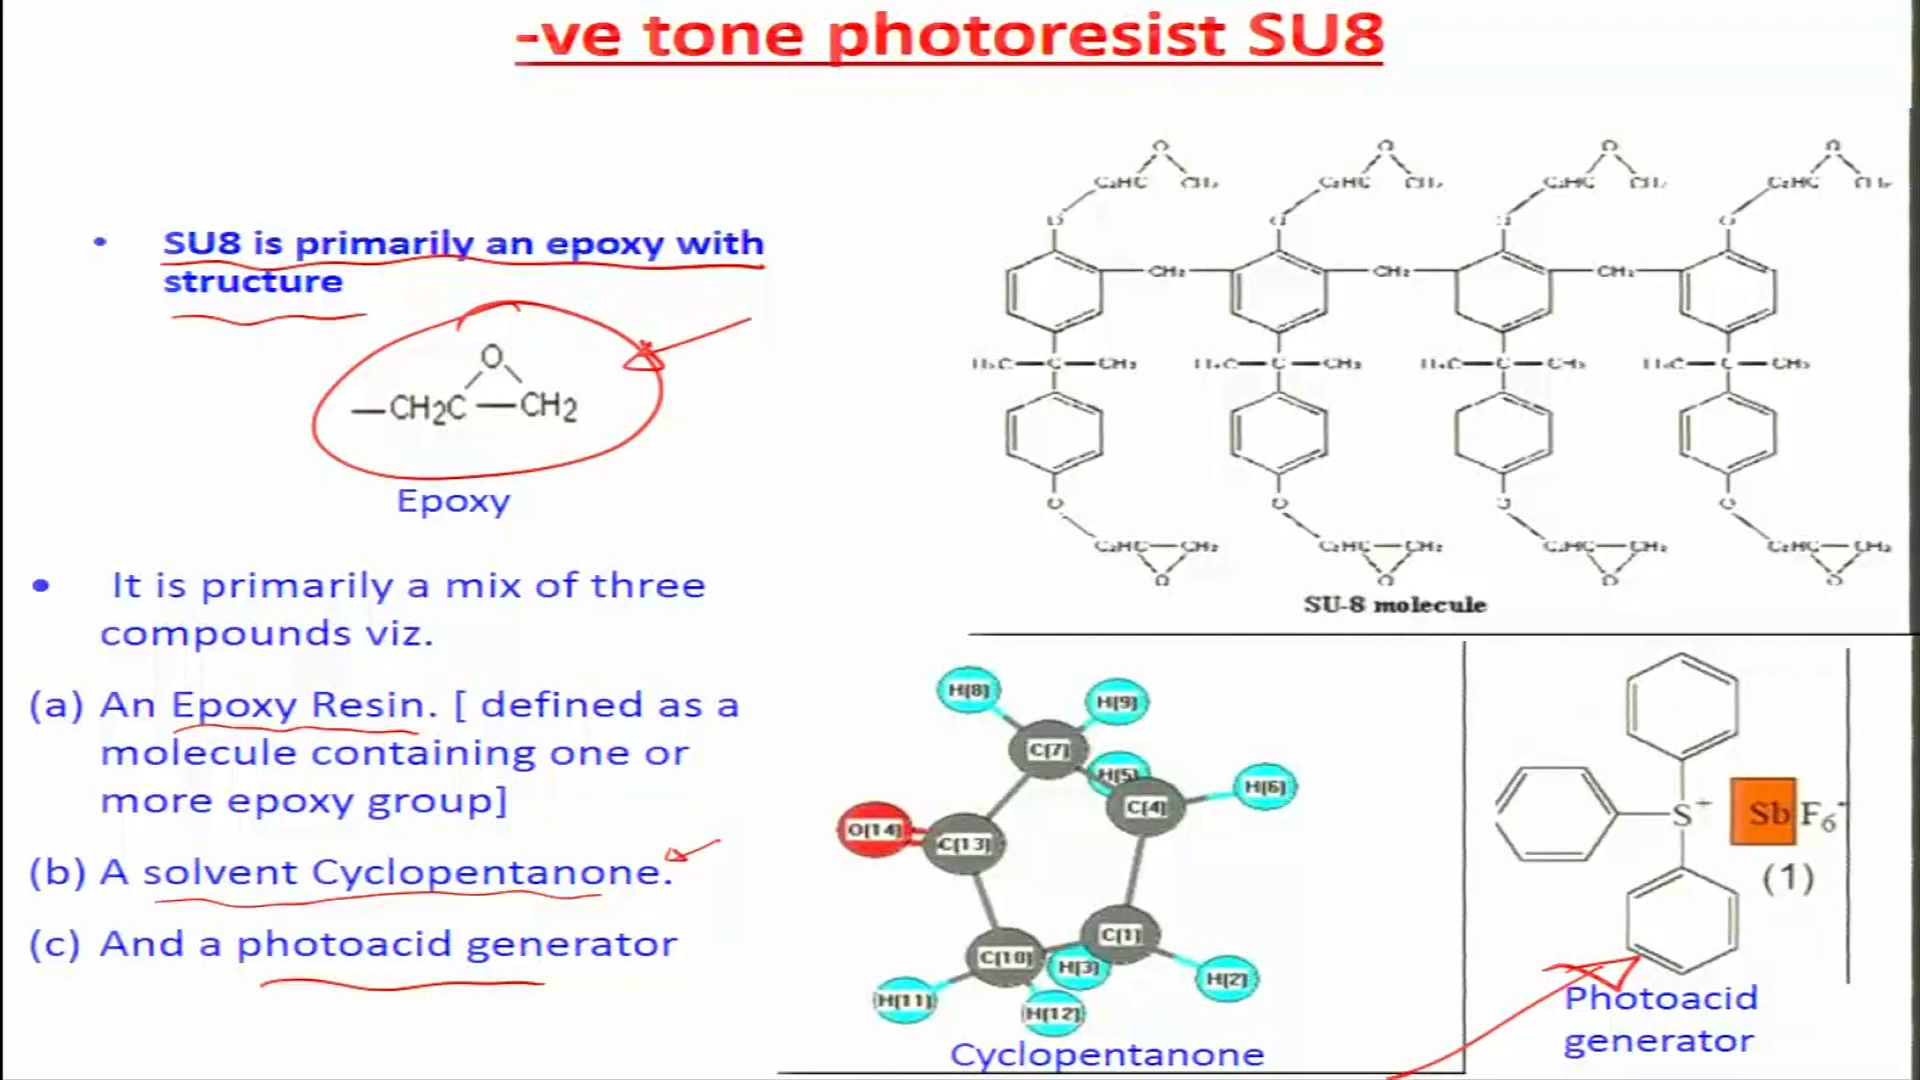 -ve tone photoresist SU8
• SU8 is primarily an epoxy with
structure
O
—CH2C—CH2
Epoxy
• It is primarily a mix of three
compounds viz.
(a) An Epoxy Resin. [ defined as a
molecule containing one or
more epoxy group]
(b) A solvent Cyclopentanone.
(c) And a photoacid generator
O O O O
CH₂ CH₂ CH₂
C C C C
SU-8 molecule
H(8)
H(9)
C(7)
H(5)
H(6)
C(4)
O(14)
C(13)
C(1)
C(10)
H(3)
H(2)
H(11)
H(12)
Cyclopentanone
S⁺
SbF₆⁻
(1)
Photoacid
generator